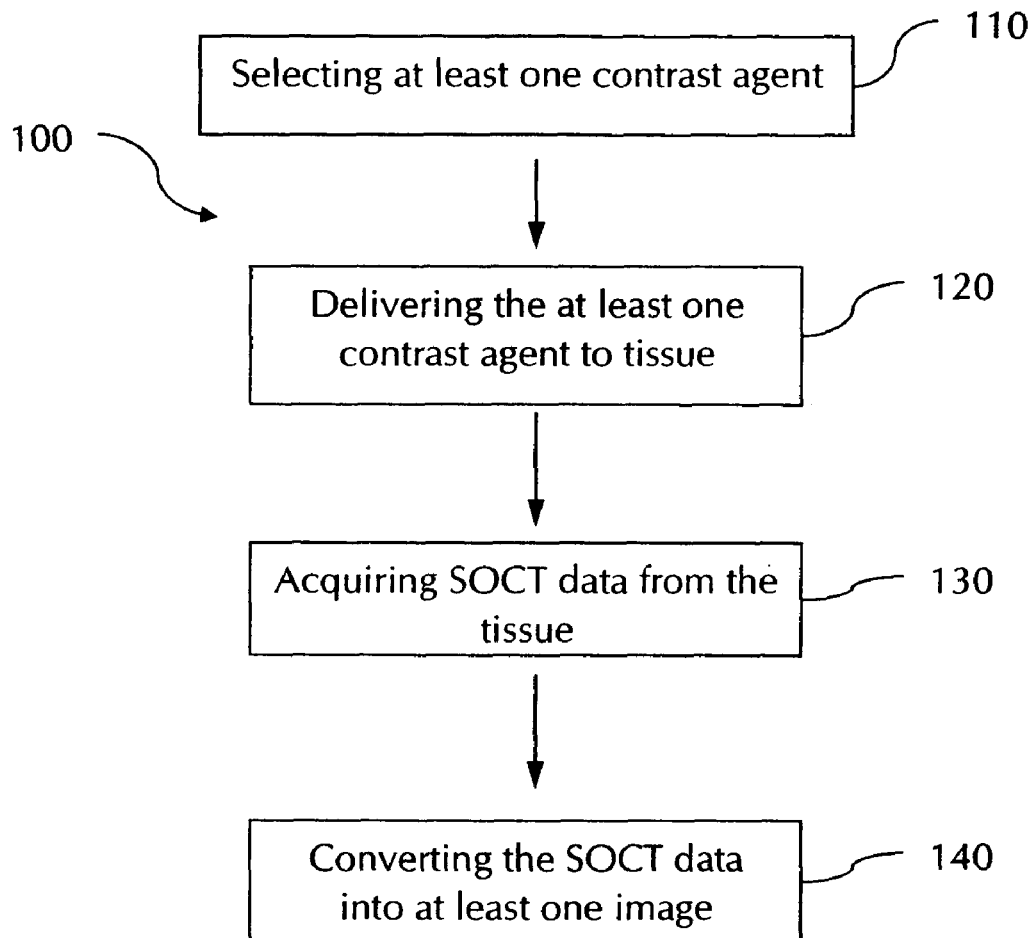 110
Selecting at least one contrast agent
100
120
Delivering the at least one
contrast agent to tissue
130
Acquiring SOCT data from the
tissue
140
Converting the SOCT data
into at least one image